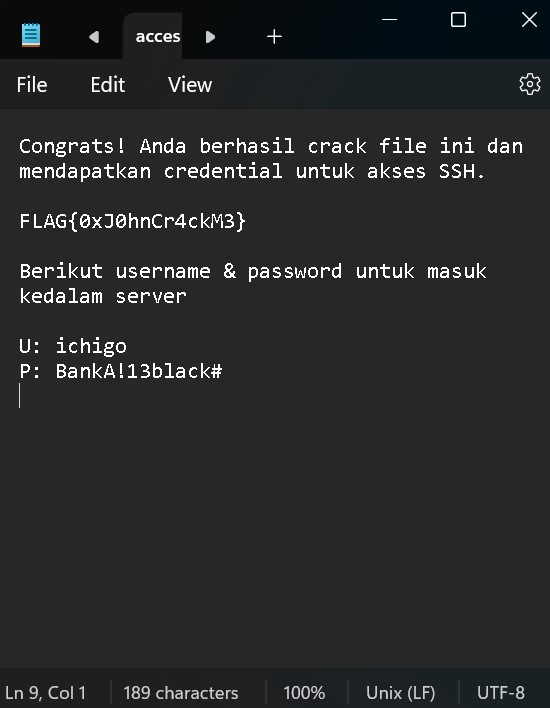 acces
File Edit View
Congrats! Anda berhasil crack file ini dan
mendapatkan credential untuk akses SSH.
FLAG{0xJ0hnCr4ckM3}
Berikut username & password untuk masuk
kedalam server
U: ichigo
P: BankA!13black#
Ln 9, Col 1 189 characters 100% Unix (LF) UTF-8